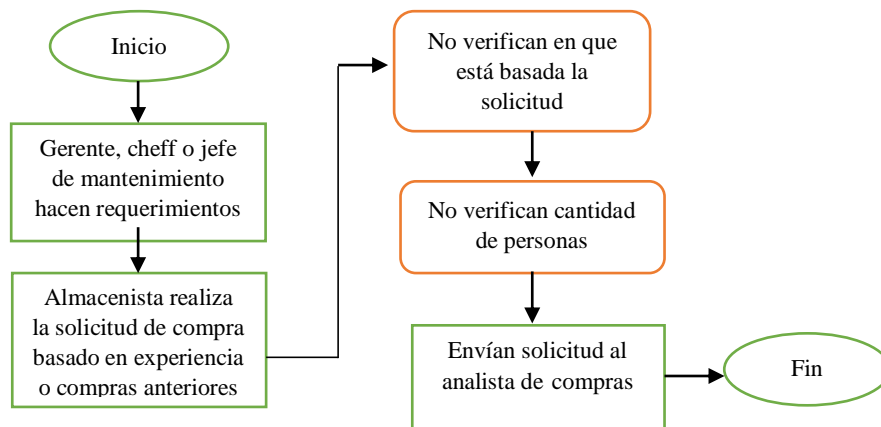 Inicio
Gerente, cheff o jefe
de mantenimiento
hacen requerimientos
Almacenista realiza
la solicitud de compra
basado en experiencia
o compras anteriores
No verifican en que
está basada la
solicitud
No verifican cantidad
de personas
Envían solicitud al
analista de compras
Fin